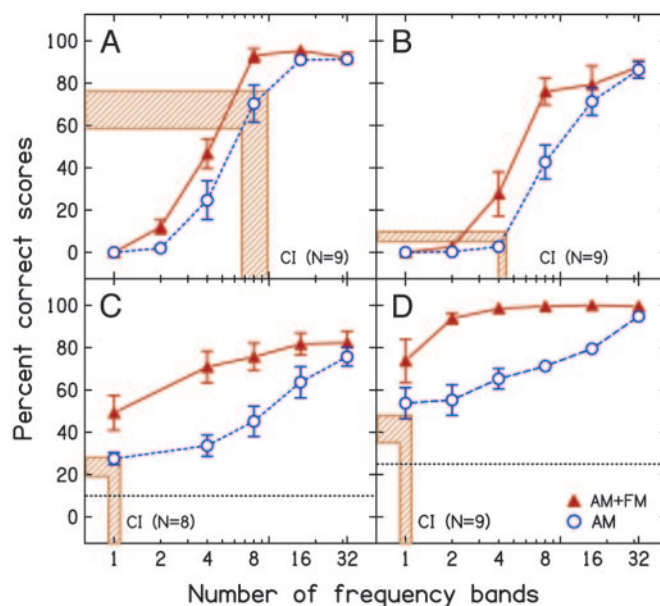 A
B
100
80
60
40
20
0
CI (N=9)
CI (N=9)
C
D
100
80
60
40
20
0
CI (N=8)
CI (N=9)
AM+FM
AM
1 2 4 8 16 32
1 2 4 8 16 32
Percent correct scores
Number of frequency bands